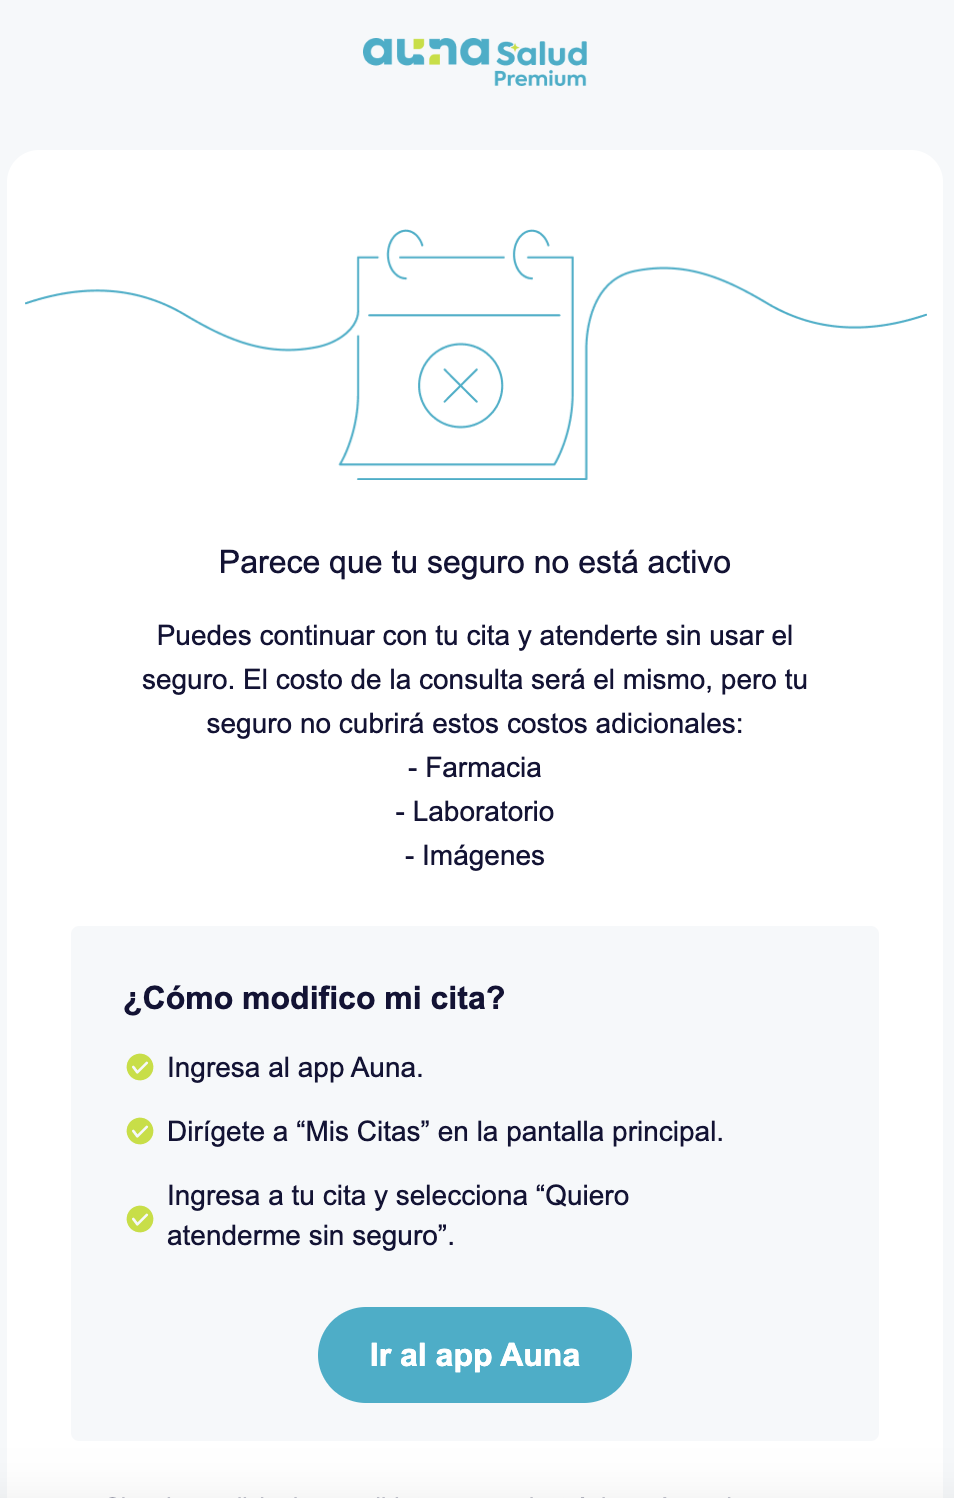 auna Salud
Premium
Parece que tu seguro no está activo
Puedes continuar con tu cita y atenderte sin usar el
seguro. El costo de la consulta será el mismo, pero tu
seguro no cubrirá estos costos adicionales:
- Farmacia
- Laboratorio
- Imágenes
¿Cómo modifico mi cita?
Ingresa al app Auna.
Dirígete a “Mis Citas” en la pantalla principal.
Ingresa a tu cita y selecciona “Quiero
atenderme sin seguro”.
Ir al app Auna